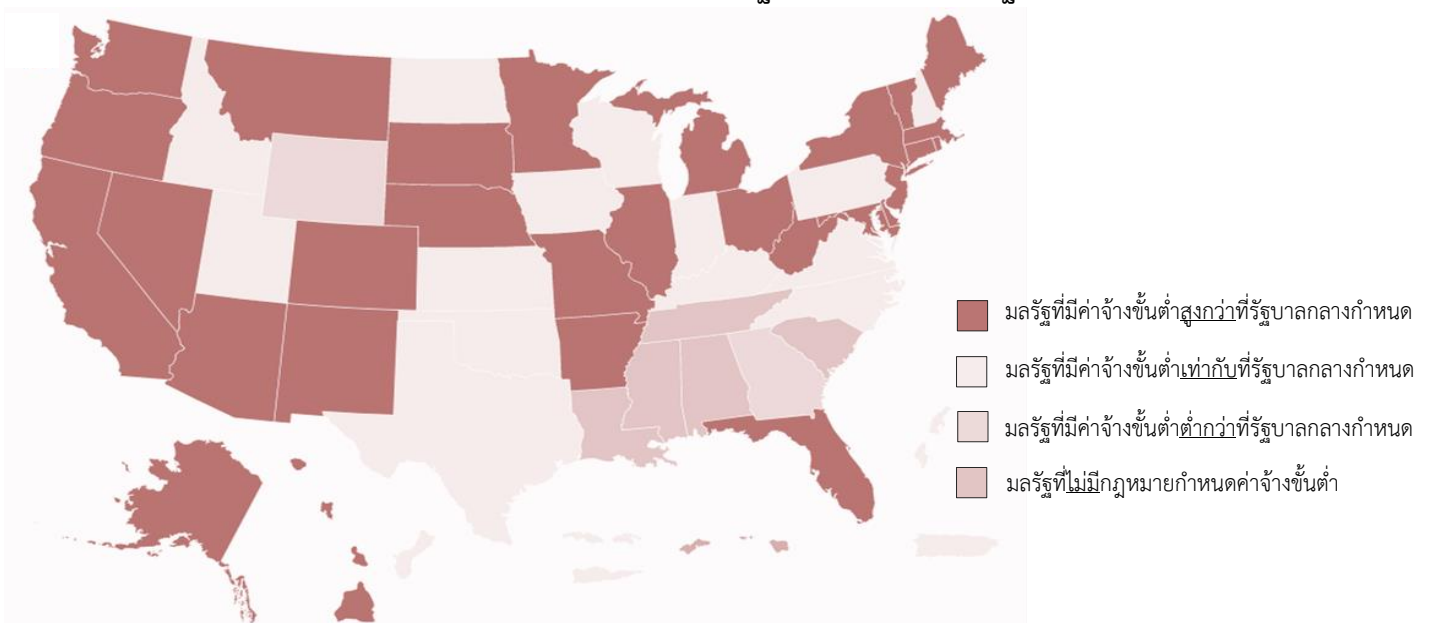 มลรัฐที่มีค่าจ้างขั้นต่ำสูงกว่าที่รัฐบาลกลางกำหนด
มลรัฐที่มีค่าจ้างขั้นต่ำเท่ากับที่รัฐบาลกลางกำหนด
มลรัฐที่มีค่าจ้างขั้นต่ำต่ำกว่าที่รัฐบาลกลางกำหนด
มลรัฐที่ไม่มีกฎหมายกำหนดค่าจ้างขั้นต่ำ